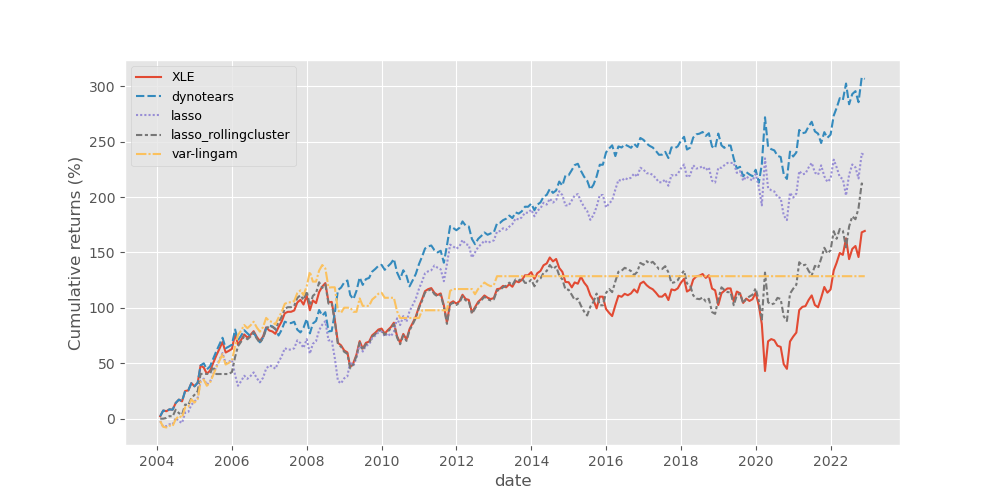 XLE
dynotears
lasso
lasso_rollingcluster
var-lingam
Cumulative returns (%)
300
250
200
150
100
50
0
2004 2006 2008 2010 2012 2014 2016 2018 2020 2022
date